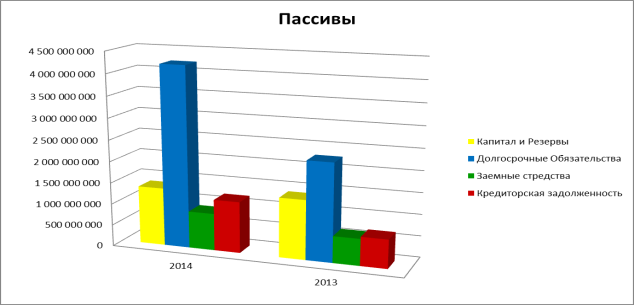 Пассивы
4 500 000 000
4 000 000 000
3 500 000 000
3 000 000 000
2 500 000 000
2 000 000 000
1 500 000 000
1 000 000 000
500 000 000
0
2014
2013
Капитал и Резервы
Долгосрочные Обязательства
Заемные стредства
Кредиторская задолженность